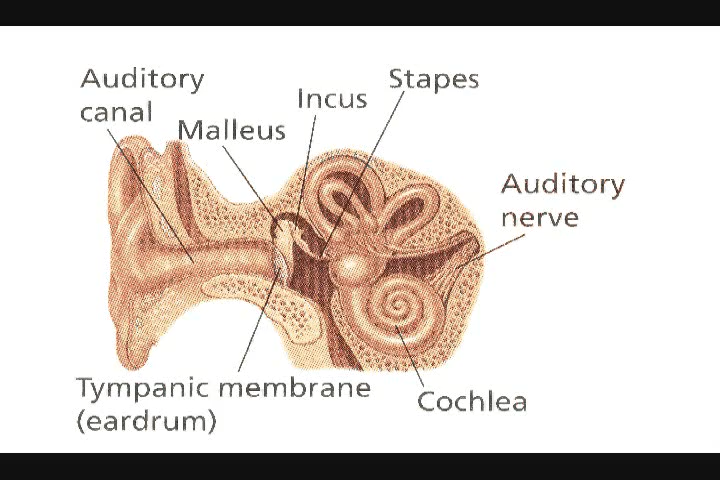 Auditory
canal
Malleus
Incus
Stapes
Auditory
nerve
Tympanic membrane
(eardrum)
Cochlea